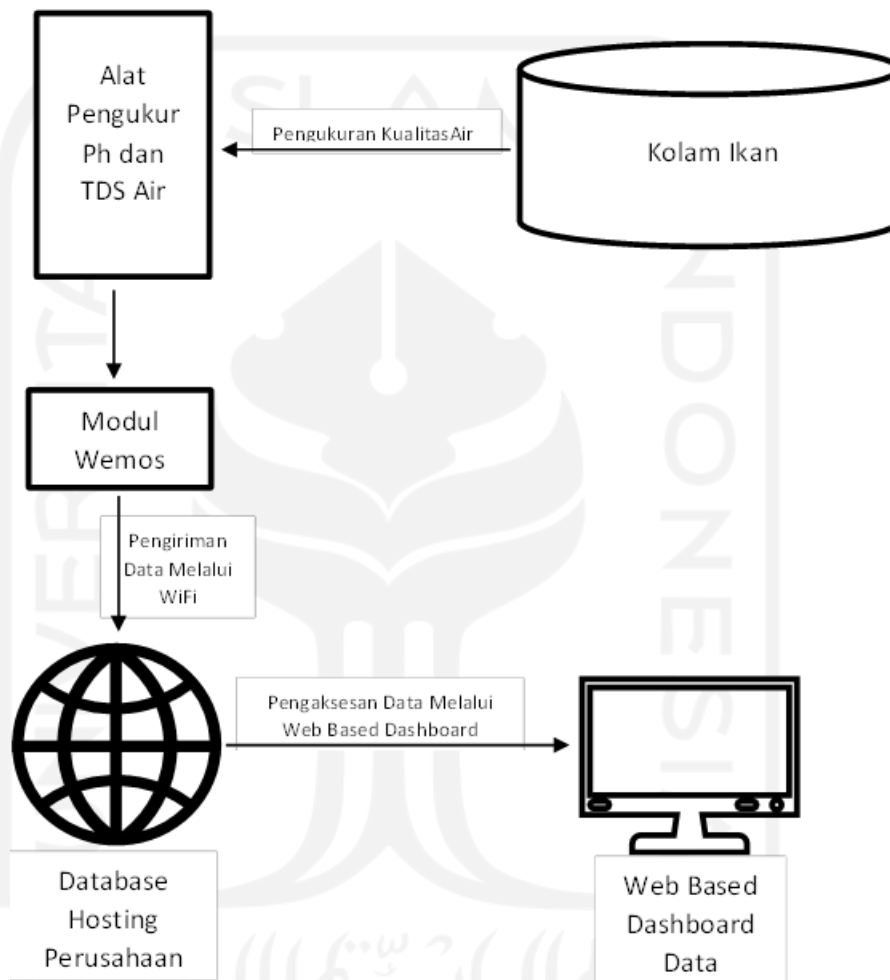 Alat
Pengukur
Ph dan
TDS Air
Pengukuran KualitasAir
Kolam Ikan
Modul
Wemos
Pengiriman
Data Melalui
WiFi
Pengaksesan Data Melalui
Web Based Dashboard
Database
Hosting
Perusahaan
Web Based
Dashboard
Data